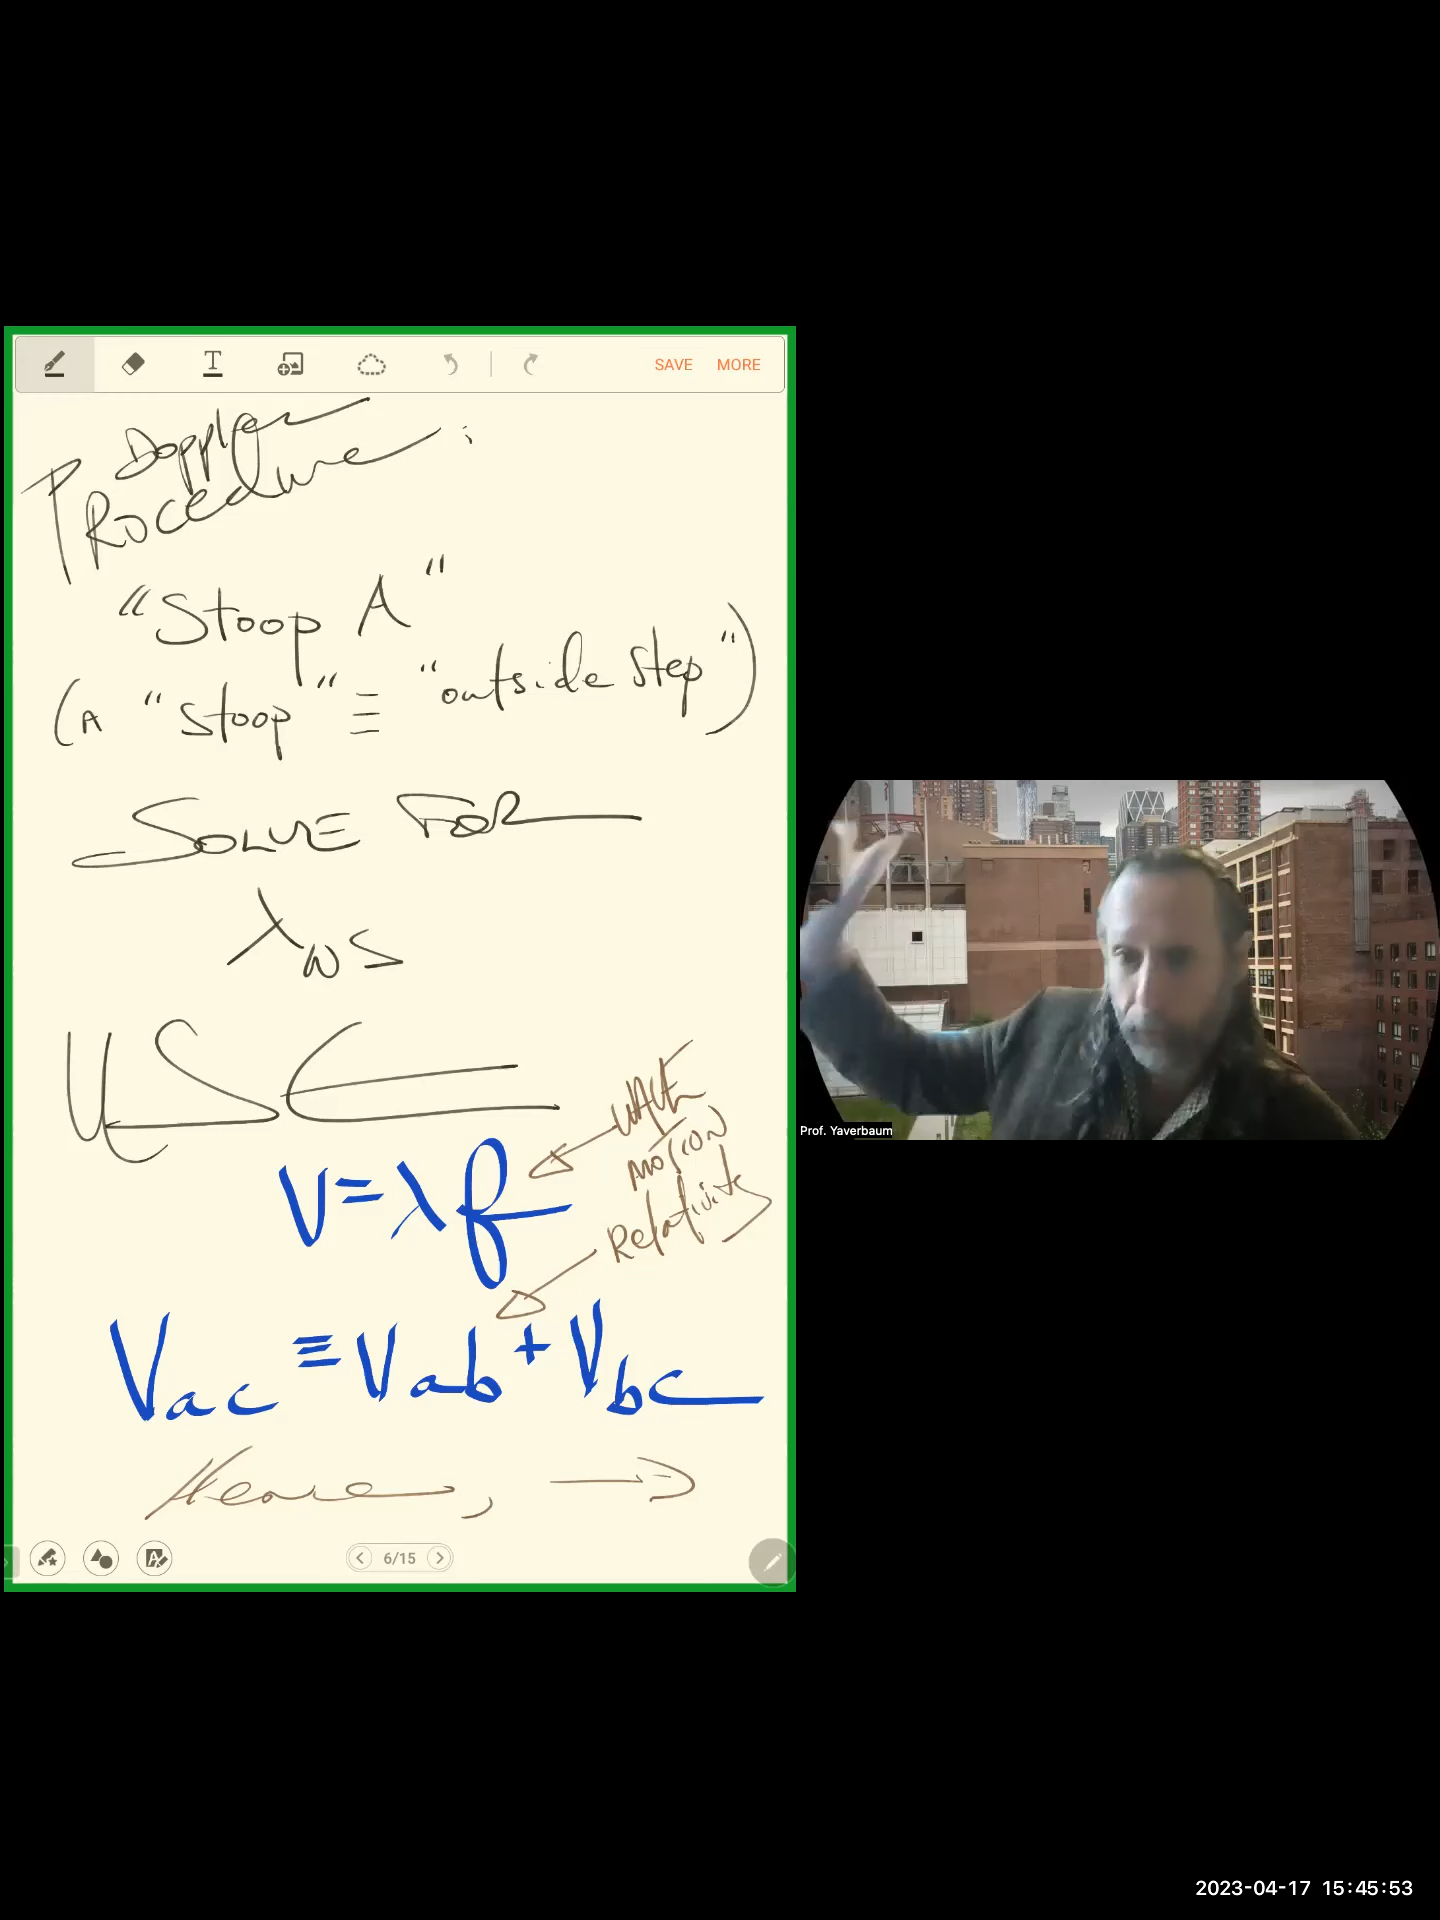 T
SAVE MORE
Doppler
Procedure :
"Stoop A"
(A "stoop" ≡ "outside step")
SOLVE FOR
λWS
USE
WAVE
MOTION
V=λf
Relativity
Vac ≡ Vab + Vbc
Hence, →
6/15
Prof. Yaverbaum
2023-04-17 15:45:53